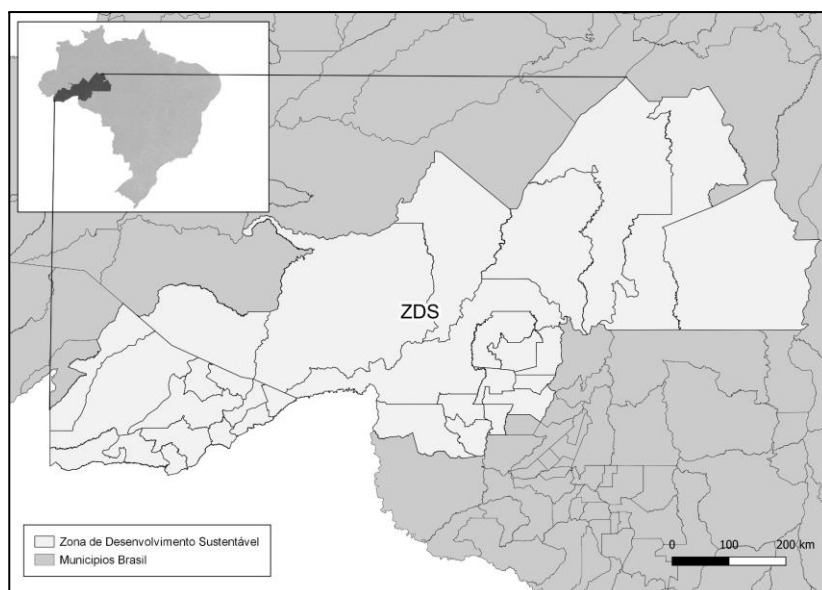 ZDS
Zona de Desenvolvimento Sustentável
Municipios Brasil
0 100 200 km